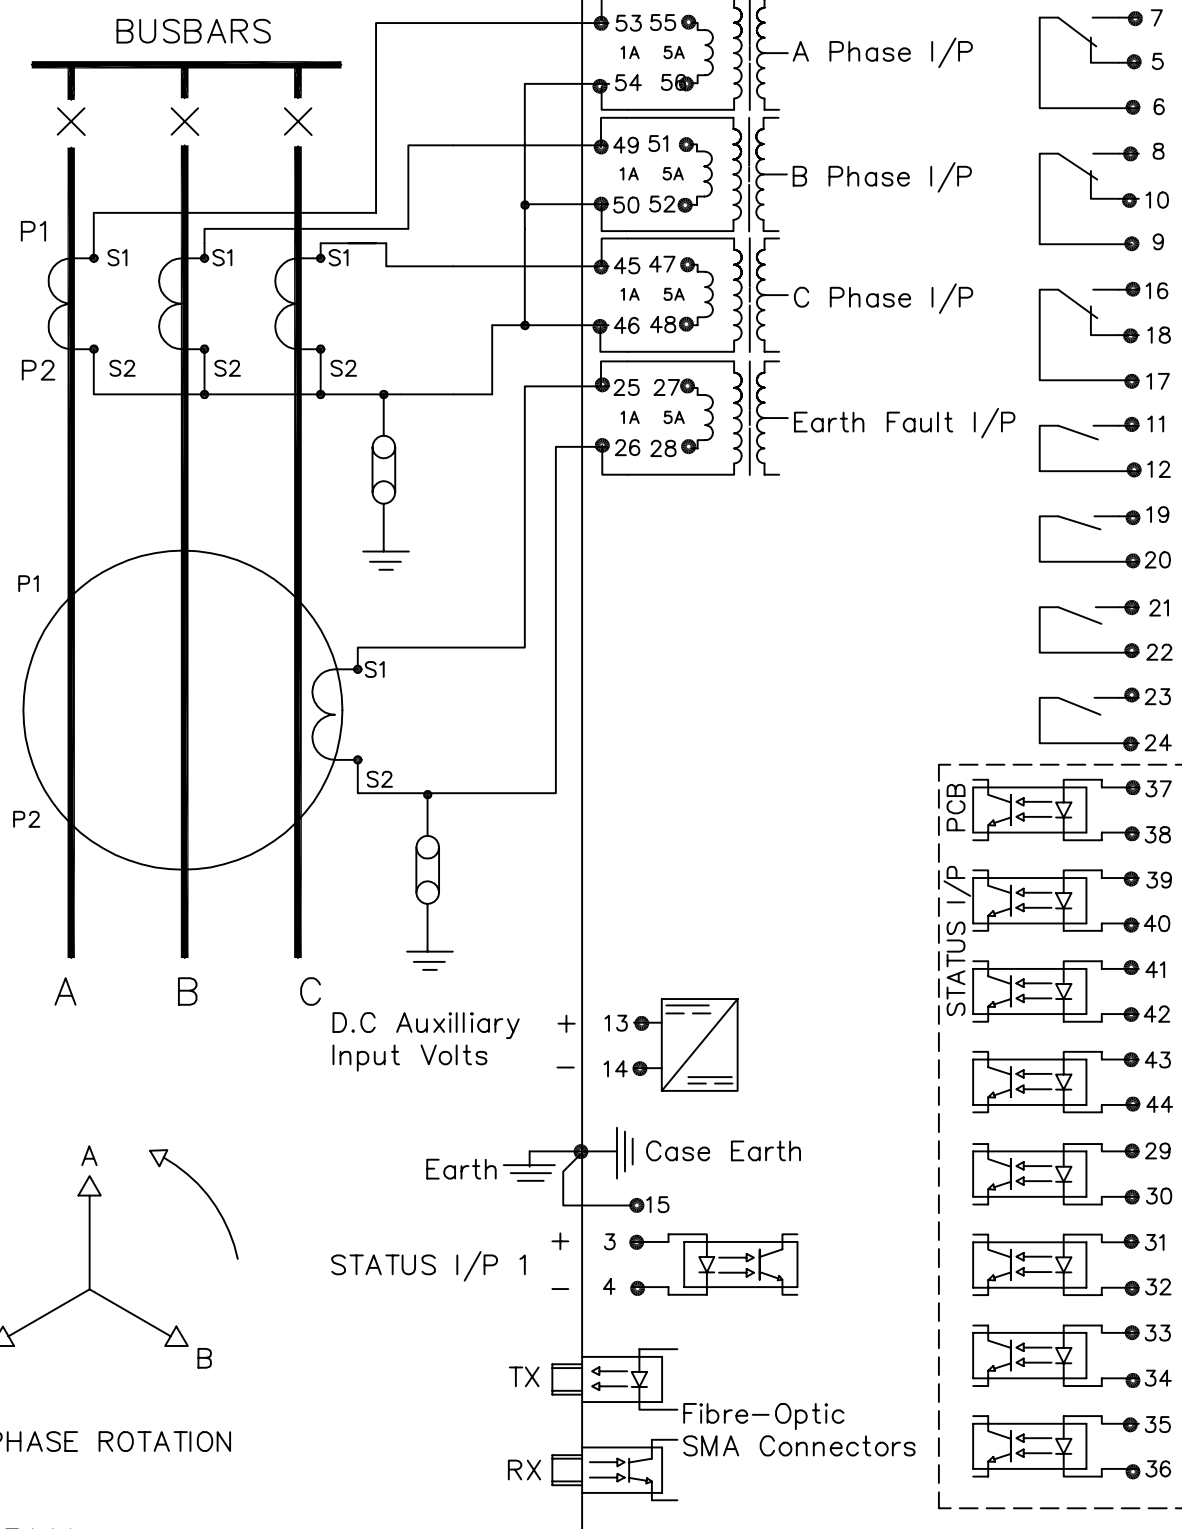 BUSBARS
P1
S1
S1
S1
P2
S2
S2
S2
P1
S1
S2
P2
A
B
C
53 55
1A 5A
54 56
A Phase I/P
49 51
1A 5A
50 52
B Phase I/P
45 47
1A 5A
46 48
C Phase I/P
25 27
1A 5A
26 28
Earth Fault I/P
D.C Auxilliary
Input Volts
+ 13
− 14
Earth
Case Earth
15
STATUS I/P 1
+ 3
− 4
TX
RX
Fibre-Optic
SMA Connectors
A
B
PHASE ROTATION
7
5
6
8
10
9
16
18
17
11
12
19
20
21
22
23
24
PCB
STATUS I/P
37
38
39
40
41
42
43
44
29
30
31
32
33
34
35
36